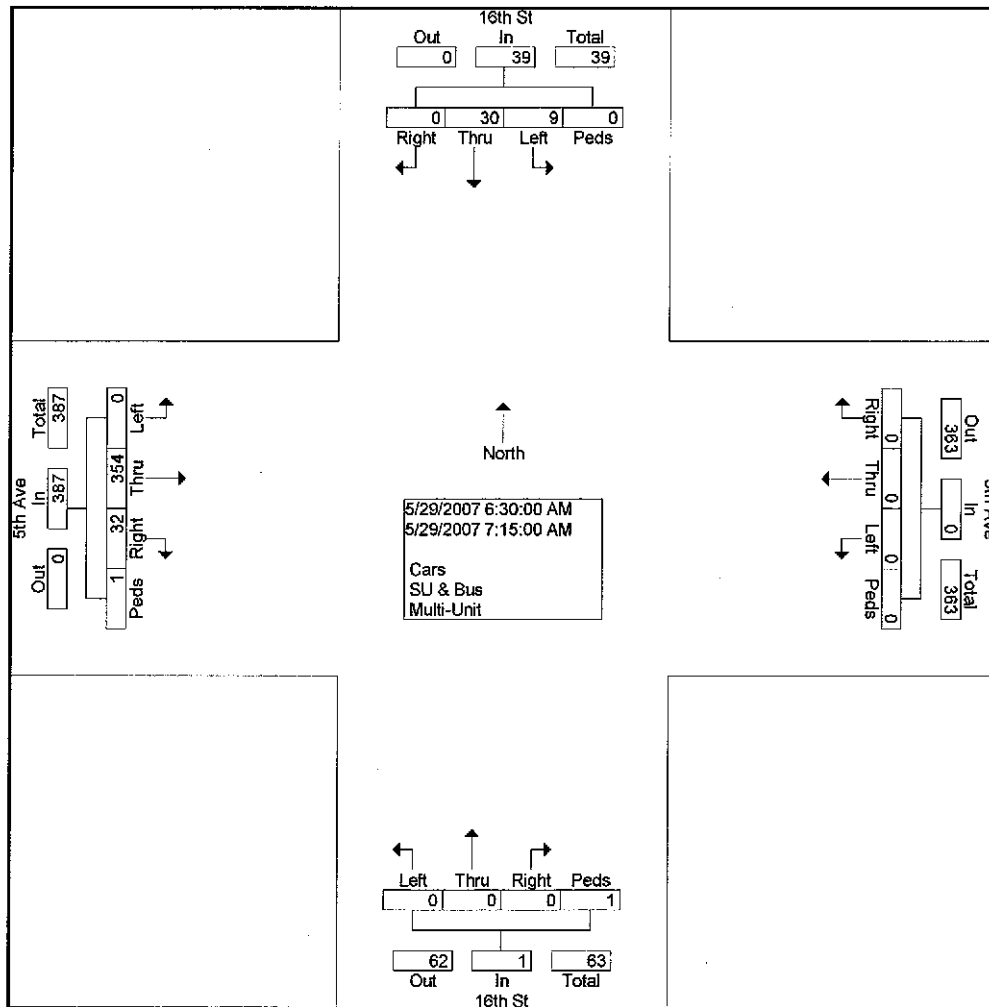 16th St
Out In Total
0 39 39
0 30 9 0
Right Thru Left Peds
North
5/29/2007 6:30:00 AM
5/29/2007 7:15:00 AM
Cars
SU & Bus
Multi-Unit
5th Ave
Total In Out
387 387 0
0 354 32 1
Left Thru Right Peds
Right Thru Left Peds
0 0 0 0
Out In Total
363 0 363
Left Thru Right Peds
0 0 0 1
62 1 63
Out In Total
16th St